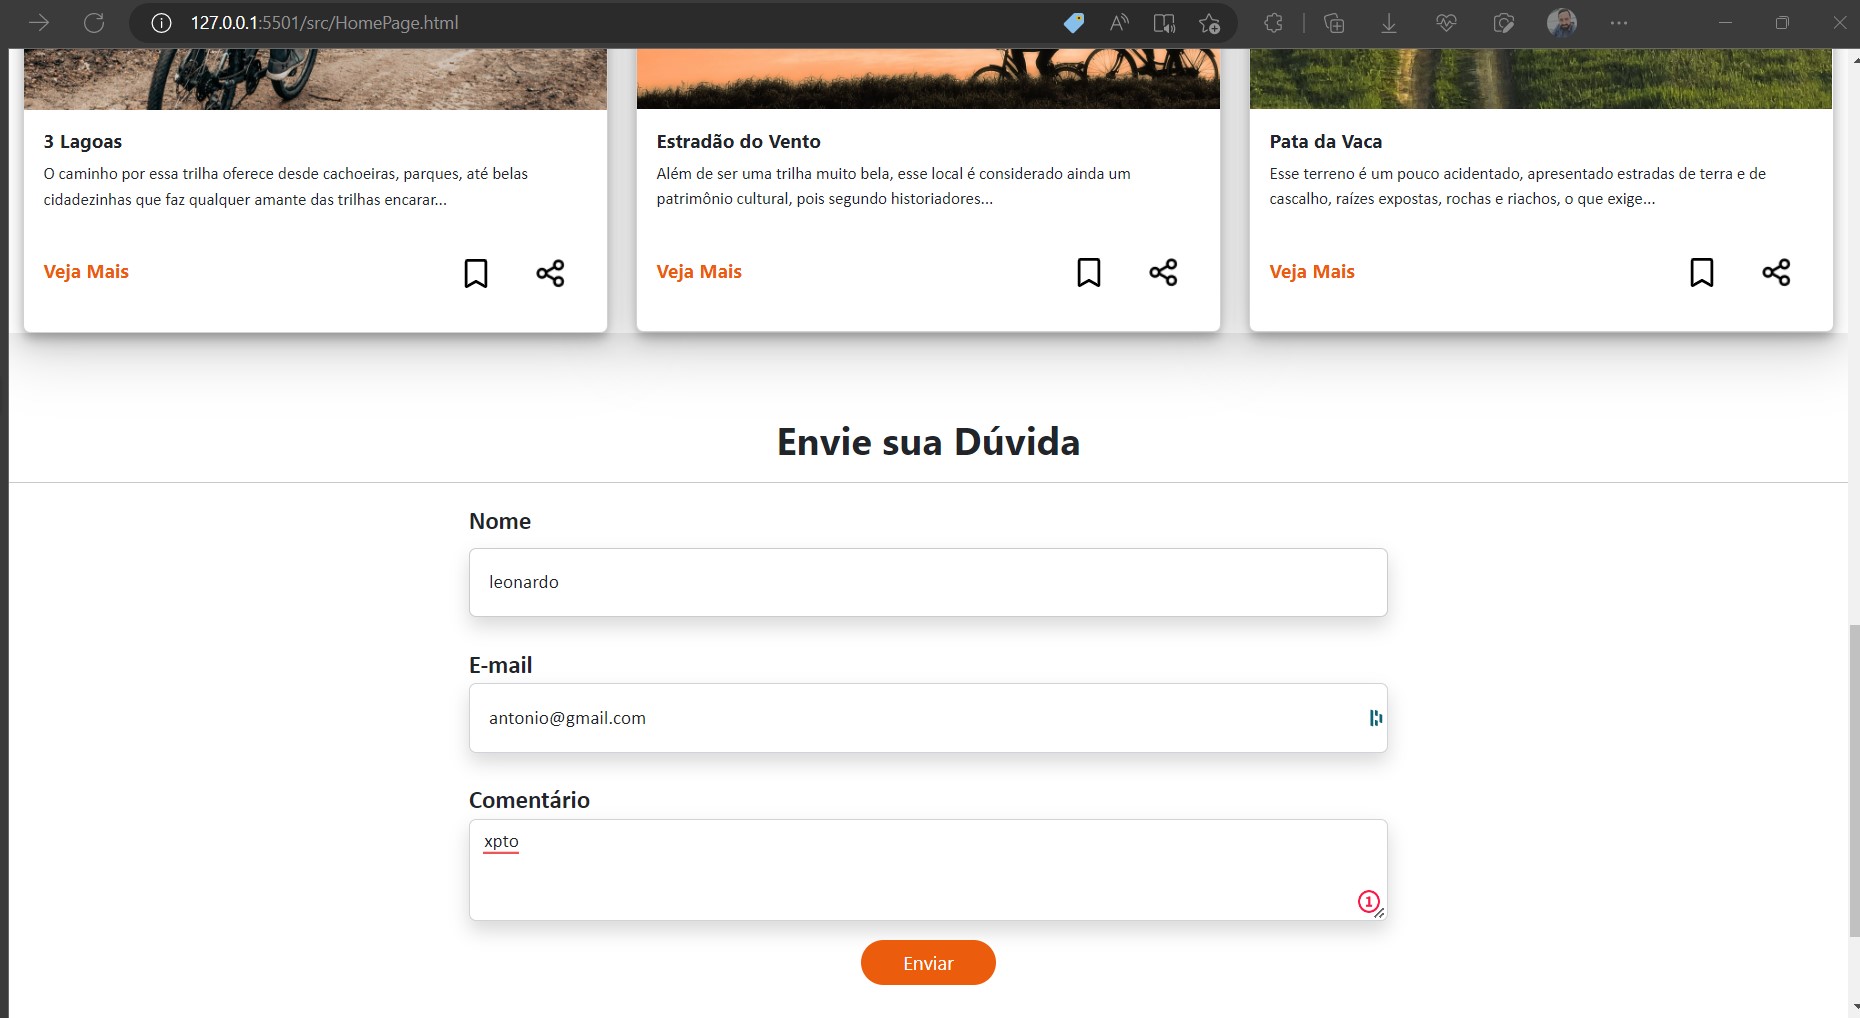 127.0.0.1:5501/src/HomePage.html
3 Lagoas
O caminho por essa trilha oferece desde cachoeiras, parques, até belas
cidadezinhas que faz qualquer amante das trilhas encarar...
Veja Mais
Estradão do Vento
Além de ser uma trilha muito bela, esse local é considerado ainda um
patrimônio cultural, pois segundo historiadores...
Veja Mais
Pata da Vaca
Esse terreno é um pouco acidentado, apresentado estradas de terra e de
cascalho, raízes expostas, rochas e riachos, o que exige...
Veja Mais
Envie sua Dúvida
Nome
leonardo
E-mail
antonio@gmail.com
Comentário
xpto
1
Enviar